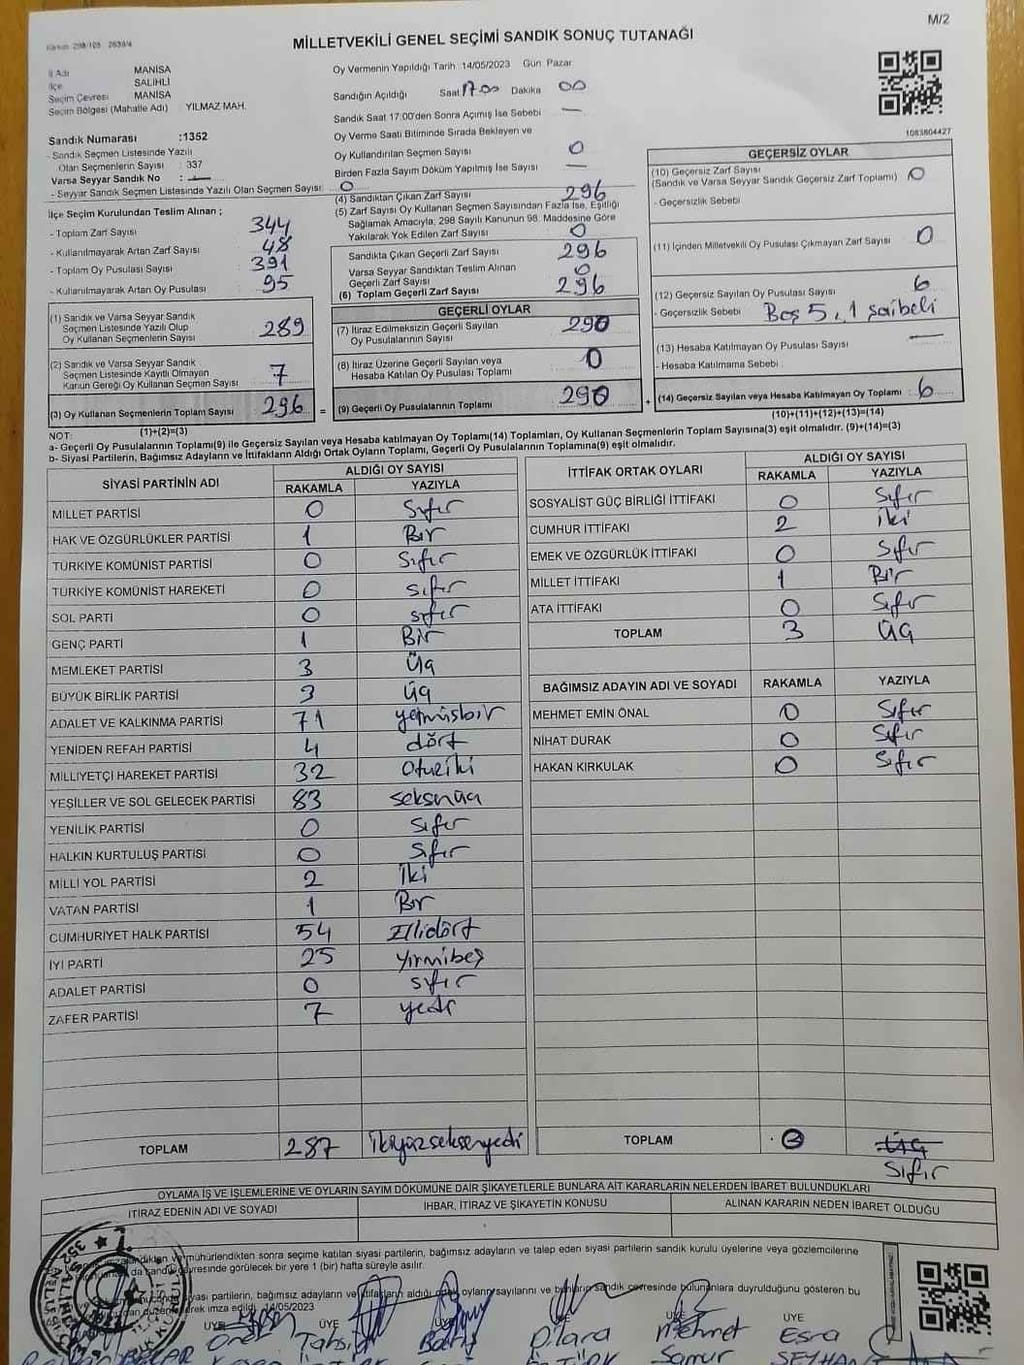 M/2
MİLLETVEKİLİ GENEL SEÇİMİ SANDIK SONUÇ TUTANAĞI
İl Adı MANİSA
İlçe SALİHLİ
Seçim Çevresi MANİSA
Seçim Bölgesi (Mahalle Adı) YILMAZ MAH.
Oy Vermenin Yapıldığı Tarih :14/05/2023 Gün: Pazar
Sandığın Açıldığı Saat 17.00 Dakika 00
Sandık Saat 17:00'den Sonra Açımış İse Sebebi —
Oy Verme Saati Bitiminde Sırada Bekleyen ve
Oy Kullandırılan Seçmen Sayısı 0
Birden Fazla Sayım Döküm Yapılmış İse Sayısı —
1083804427
Sandık Numarası :1352
- Sandık Seçmen Listesinde Yazılı
Olan Seçmenlerin Sayısı : 337
Varsa Seyyar Sandık No : —
- Seyyar Sandık Seçmen Listesinde Yazılı Olan Seçmen Sayısı: 0
İlçe Seçim Kurulundan Teslim Alınan ;
- Toplam Zarf Sayısı 344
- Kullanılmayarak Artan Zarf Sayısı 48
- Toplam Oy Pusulası Sayısı 391
- Kullanılmayarak Artan Oy Pusulası 95
(1) Sandık ve Varsa Seyyar Sandık
Seçmen Listesinde Yazılı Olup
Oy Kullanan Seçmenlerin Sayısı 289
(2) Sandık ve Varsa Seyyar Sandık
Seçmen Listesinde Kayıtlı Olmayan
Kanun Gereği Oy Kullanan Seçmen Sayısı 7
(3) Oy Kullanan Seçmenlerin Toplam Sayısı 296 =
(1)+(2)=(3)
(4) Sandıktan Çıkan Zarf Sayısı 296
(5) Zarf Sayısı Oy Kullanan Seçmen Sayısından Fazla İse, Eşitliği
Sağlamak Amacıyla, 298 Sayılı Kanunun 98. Maddesine Göre
Yakılarak Yok Edilen Zarf Sayısı 0
Sandıkta Çıkan Geçerli Zarf Sayısı 296
Varsa Seyyar Sandıktan Teslim Alınan
Geçerli Zarf Sayısı 0
(6) Toplam Geçerli Zarf Sayısı 296
GEÇERLİ OYLAR
(7) İtiraz Edilmeksizin Geçerli Sayılan
Oy Pusulalarının Sayısı 290
(8) İtiraz Üzerine Geçerli Sayılan veya
Hesaba Katılan Oy Pusulası Toplamı 0
(9) Geçerli Oy Pusulalarının Toplamı 290 +
GEÇERSİZ OYLAR
(10) Geçersiz Zarf Sayısı
(Sandık ve Varsa Seyyar Sandık Geçersiz Zarf Toplamı) 0
- Geçersizlik Sebebi
(11) İçinden Milletvekili Oy Pusulası Çıkmayan Zarf Sayısı 0
(12) Geçersiz Sayılan Oy Pusulası Sayısı 6
- Geçersizlik Sebebi Boş 5, 1 şaibeli
(13) Hesaba Katılmayan Oy Pusulası Sayısı —
- Hesaba Katılmama Sebebi
(14) Geçersiz Sayılan veya Hesaba Katılmayan Oy Toplamı : 6
(10)+(11)+(12)+(13)=(14)
NOT:
a- Geçerli Oy Pusulalarının Toplamı(9) ile Geçersiz Sayılan veya Hesaba katılmayan Oy Toplamı(14) Toplamları, Oy Kullanan Seçmenlerin Toplam Sayısına(3) eşit olmalıdır. (9)+(14)=(3)
b- Siyasi Partilerin, Bağımsız Adayların ve İttifakların Aldığı Ortak Oyların Toplamı, Geçerli Oy Pusulalarının Toplamına(9) eşit olmalıdır.
SİYASİ PARTİNİN ADI ALDIĞI OY SAYISI
RAKAMLA YAZIYLA
MİLLET PARTİSİ 0 Sıfır
HAK VE ÖZGÜRLÜKLER PARTİSİ 1 Bir
TÜRKİYE KOMÜNİST PARTİSİ 0 Sıfır
TÜRKİYE KOMÜNİST HAREKETİ 0 sıfır
SOL PARTİ 0 sıfır
GENÇ PARTİ 1 Bir
MEMLEKET PARTİSİ 3 Üç
BÜYÜK BİRLİK PARTİSİ 3 üç
ADALET VE KALKINMA PARTİSİ 71 yetmişbir
YENİDEN REFAH PARTİSİ 4 dört
MİLLİYETÇİ HAREKET PARTİSİ 32 Otuziki
YEŞİLLER VE SOL GELECEK PARTİSİ 83 seksnüç
YENİLİK PARTİSİ 0 Sıfır
HALKIN KURTULUŞ PARTİSİ 0 Sıfır
MİLLİ YOL PARTİSİ 2 İki
VATAN PARTİSİ 1 Bir
CUMHURİYET HALK PARTİSİ 54 Ellidört
İYİ PARTİ 25 Yirmibeş
ADALET PARTİSİ 0 sıfır
ZAFER PARTİSİ 7 yedi
TOPLAM 287 İkiyüzseksenyedi
İTTİFAK ORTAK OYLARI ALDIĞI OY SAYISI
RAKAMLA YAZIYLA
SOSYALİST GÜÇ BİRLİĞİ İTTİFAKI 0 Sıfır
CUMHUR İTTİFAKI 2 iki
EMEK VE ÖZGÜRLÜK İTTİFAKI 0 Sıfır
MİLLET İTTİFAKI 1 Bir
ATA İTTİFAKI 0 Sıfır
TOPLAM 3 Üç
BAĞIMSIZ ADAYIN ADI VE SOYADI RAKAMLA YAZIYLA
MEHMET EMİN ÖNAL 0 Sıfır
NİHAT DURAK 0 Sıfır
HAKAN KIRKULAK 0 Sıfır
TOPLAM Üç
Sıfır
OYLAMA İŞ VE İŞLEMLERİNE VE OYLARIN SAYIM DÖKÜMÜNE DAİR ŞİKAYETLERLE BUNLARA AİT KARARLARIN NELERDEN İBARET BULUNDUKLARI
İTİRAZ EDENİN ADI VE SOYADI İHBAR, İTİRAZ VE ŞİKAYETİN KONUSU ALINAN KARARIN NEDEN İBARET OLDUĞU
mühürlendikten sonra seçime katılan siyasi partilerin, bağımsız adayların ve talep eden siyasi partilerin sandık kurulu üyelerine veya gözlemcilerine
da sandık çevresinde görülecek bir yere 1 (bir) hafta süreyle asılır.
siyasi partilerin, bağımsız adayların ve ittifakların aldığı ortak oyların sayılarını ve bunların sandık çevresinde bulunanlara duyurulduğunu gösteren bu
imza edildi. 14/05/2023
ÜYE ÜYE ÜYE ÜYE
Tahsin Barış Dilara Mehmet Esra
Samur SEYHAN